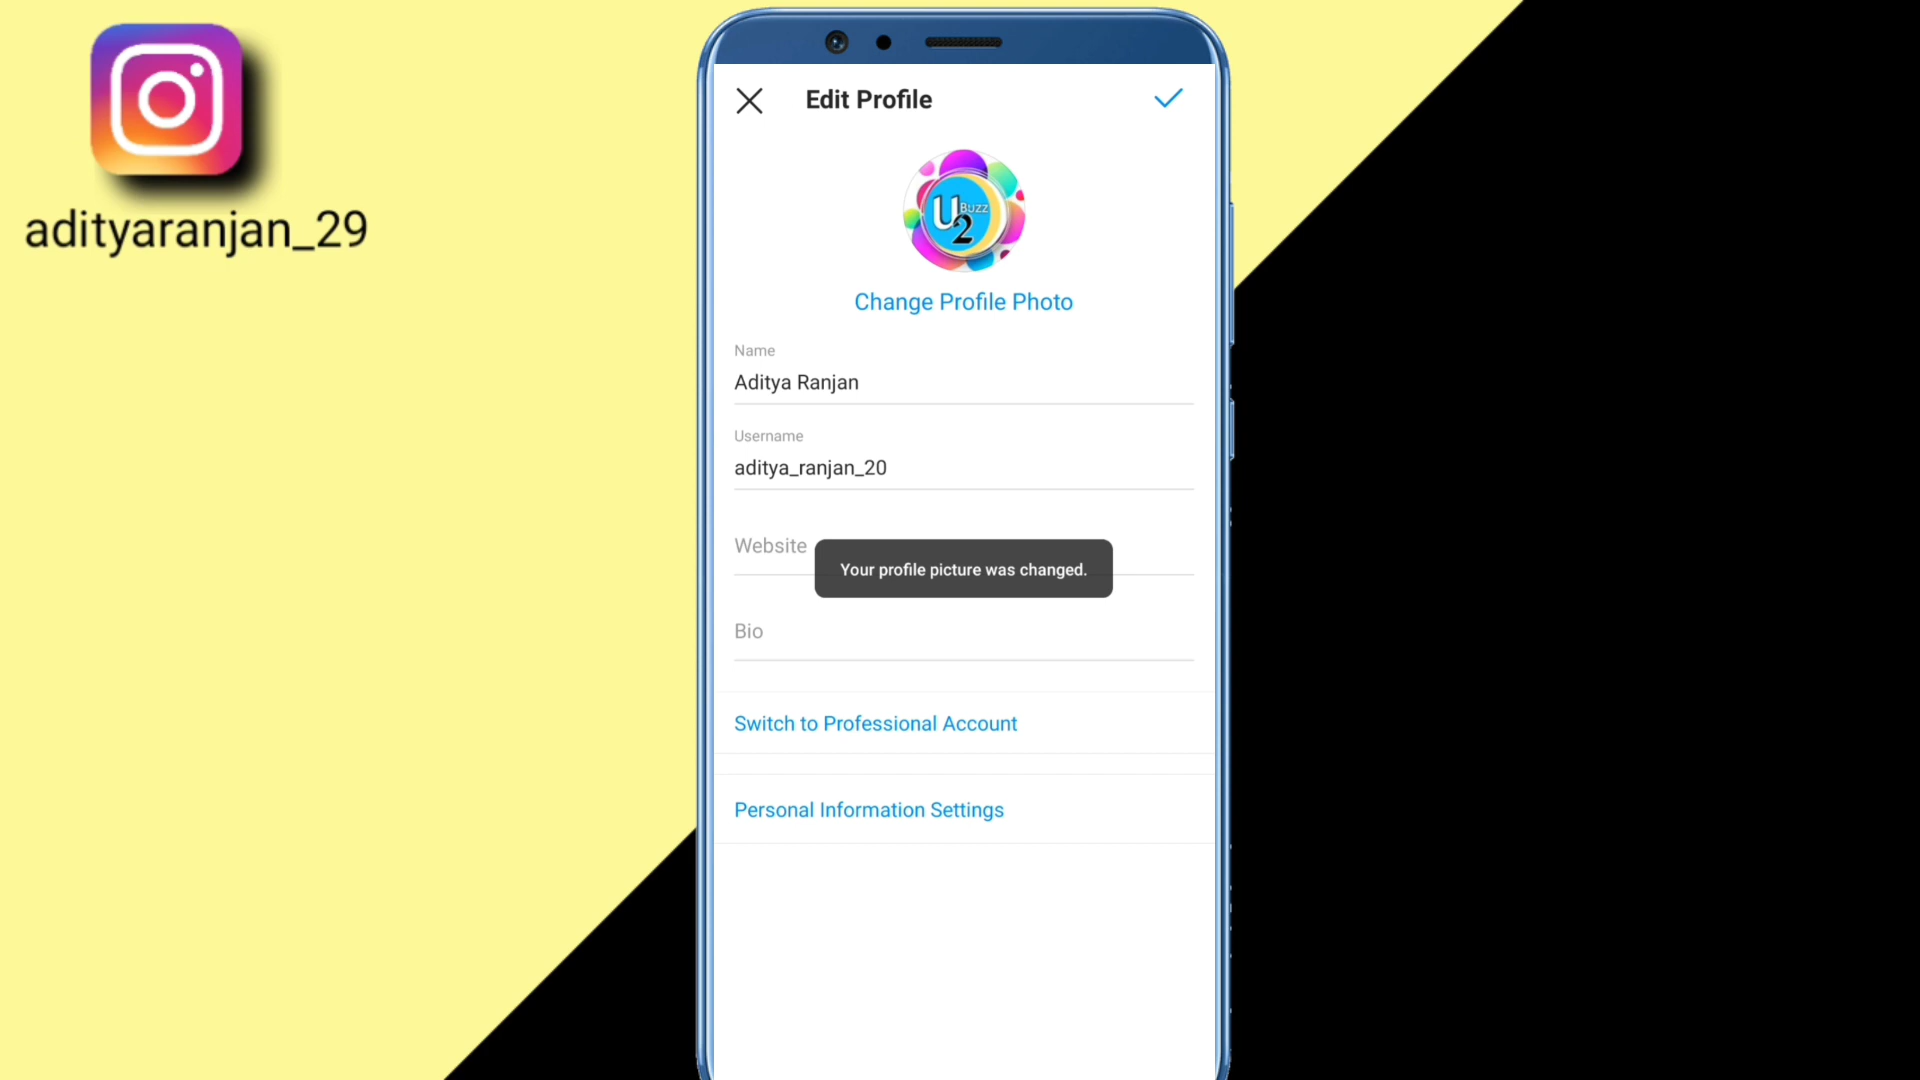 adityaranjan_29
Edit Profile
U
Buzz
2
Change Profile Photo
Name
Aditya Ranjan
Username
aditya_ranjan_20
Website
Your profile picture was changed.
Bio
Switch to Professional Account
Personal Information Settings